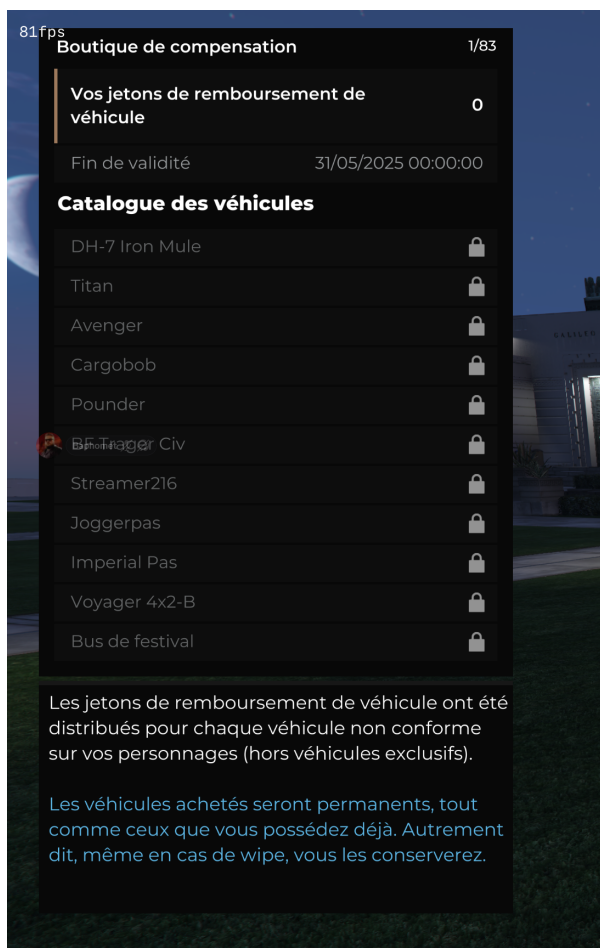 81fps
Boutique de compensation 1/83
Vos jetons de remboursement de
véhicule 0
Fin de validité 31/05/2025 00:00:00
Catalogue des véhicules
DH-7 Iron Mule
Titan
Avenger
Cargobob
Pounder
BF Trager Civ
Baphomet
Streamer216
Joggerpas
Imperial Pas
Voyager 4x2-B
Bus de festival
Les jetons de remboursement de véhicule ont été
distribués pour chaque véhicule non conforme
sur vos personnages (hors véhicules exclusifs).
Les véhicules achetés seront permanents, tout
comme ceux que vous possédez déjà. Autrement
dit, même en cas de wipe, vous les conserverez.